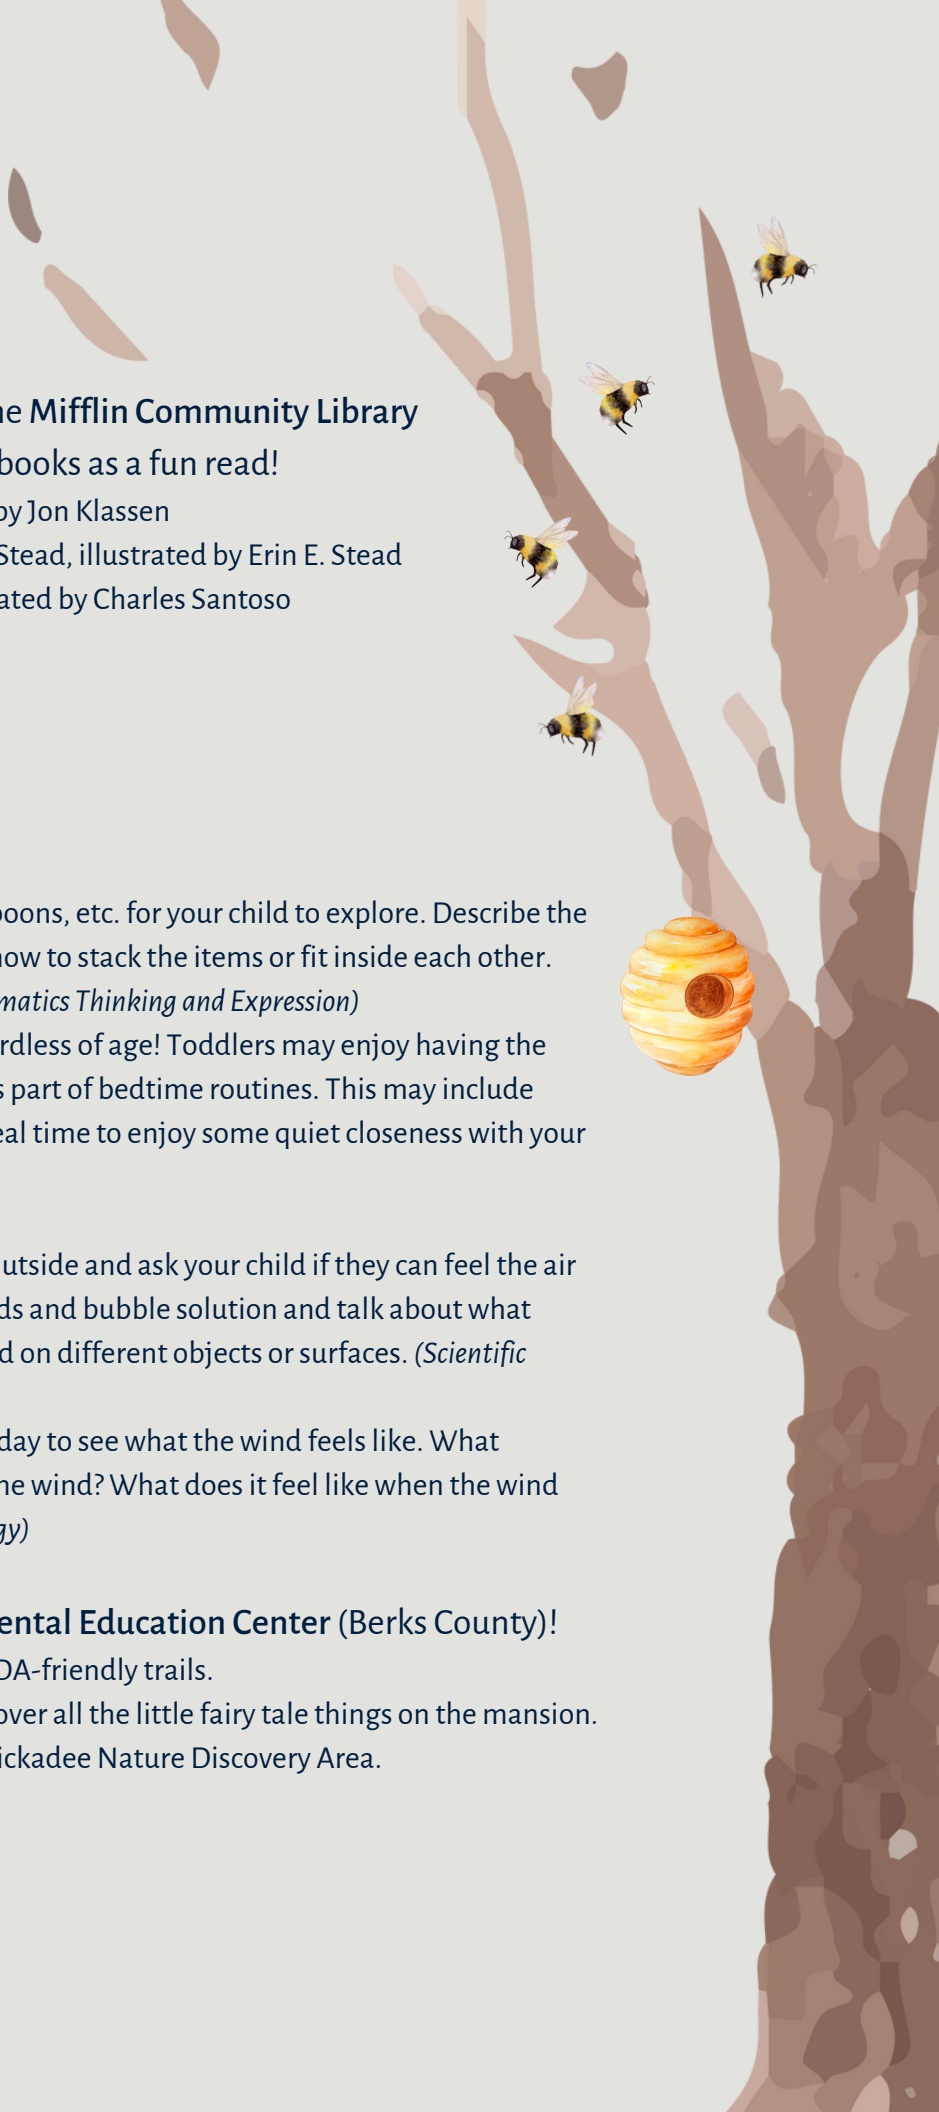 he Mifflin Community Library
books as a fun read!
by Jon Klassen
Stead, illustrated by Erin E. Stead
ated by Charles Santoso
poons, etc. for your child to explore. Describe the
how to stack the items or fit inside each other.
matics Thinking and Expression)
rdless of age! Toddlers may enjoy having the
s part of bedtime routines. This may include
eal time to enjoy some quiet closeness with your
utside and ask your child if they can feel the air
ds and bubble solution and talk about what
d on different objects or surfaces. (Scientific
day to see what the wind feels like. What
he wind? What does it feel like when the wind
gy)
ental Education Center (Berks County)!
DA-friendly trails.
over all the little fairy tale things on the mansion.
ickadee Nature Discovery Area.